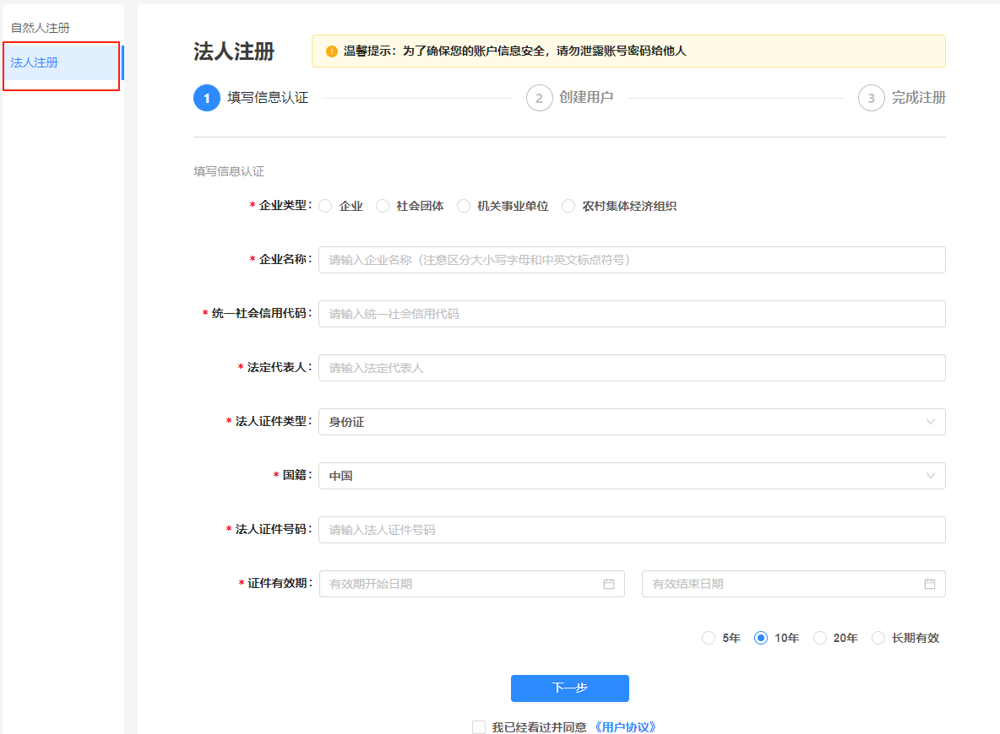 自然人注册
法人注册
法人注册
温馨提示：为了确保您的账户信息安全，请勿泄露账号密码给他人
1 填写信息认证 2 创建用户 3 完成注册
填写信息认证
* 企业类型： 企业 社会团体 机关事业单位 农村集体经济组织
* 企业名称： 请输入企业名称（注意区分大小写字母和中英文标点符号）
* 统一社会信用代码： 请输入统一社会信用代码
* 法定代表人： 请输入法定代表人
* 法人证件类型： 身份证
* 国籍： 中国
* 法人证件号码： 请输入法人证件号码
* 证件有效期： 有效期开始日期 有效结束日期
5年 10年 20年 长期有效
下一步
我已经看过并同意 《用户协议》